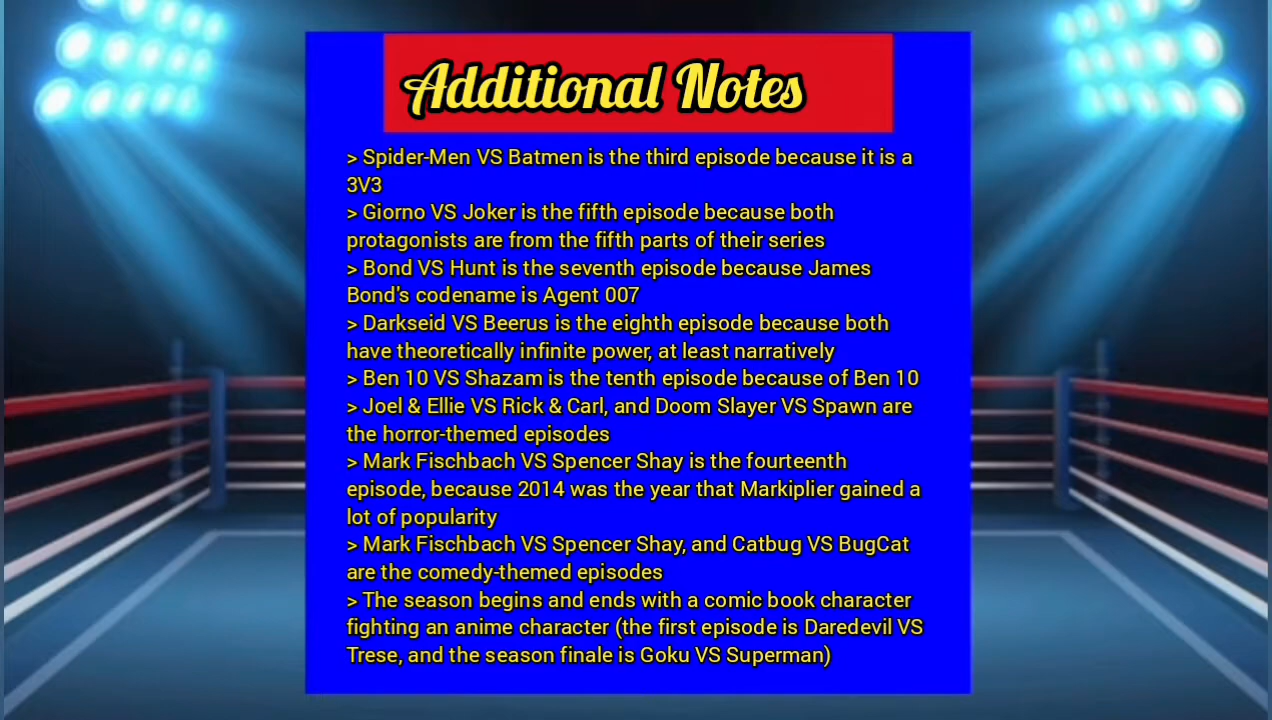 Additional Notes
> Spider-Men VS Batmen is the third episode because it is a
3V3
> Giorno VS Joker is the fifth episode because both
protagonists are from the fifth parts of their series
> Bond VS Hunt is the seventh episode because James
Bond's codename is Agent 007
> Darkseid VS Beerus is the eighth episode because both
have theoretically infinite power, at least narratively
> Ben 10 VS Shazam is the tenth episode because of Ben 10
> Joel & Ellie VS Rick & Carl, and Doom Slayer VS Spawn are
the horror-themed episodes
> Mark Fischbach VS Spencer Shay is the fourteenth
episode, because 2014 was the year that Markiplier gained a
lot of popularity
> Mark Fischbach VS Spencer Shay, and Catbug VS BugCat
are the comedy-themed episodes
> The season begins and ends with a comic book character
fighting an anime character (the first episode is Daredevil VS
Trese, and the season finale is Goku VS Superman)